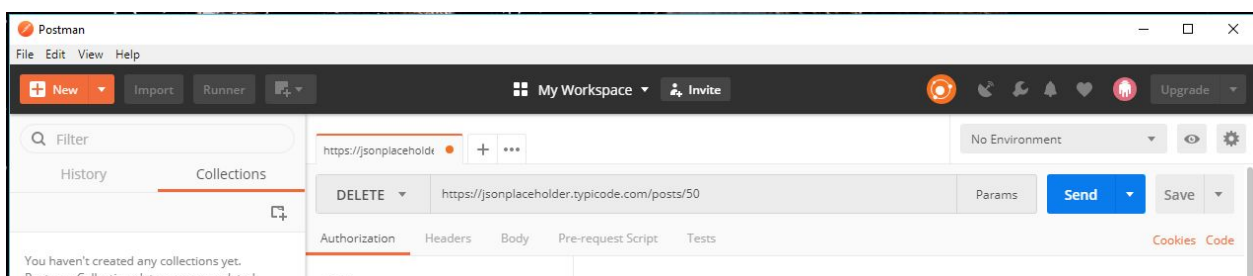 Postman
File Edit View Help
New Import Runner My Workspace Invite Upgrade
Filter
https://jsonplaceholde
No Environment
History Collections
DELETE https://jsonplaceholder.typicode.com/posts/50 Params Send Save
Authorization Headers Body Pre-request Script Tests Cookies Code
You haven't created any collections yet.